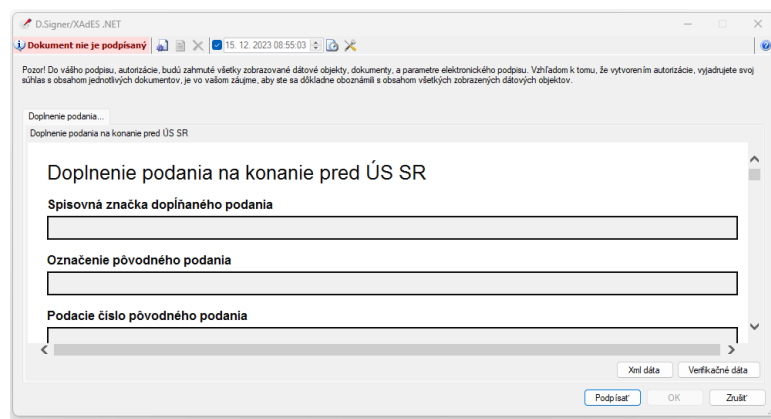 D.Signer/XAdES .NET
Dokument nie je podpísaný
15. 12. 2023 08:55:03
Pozor! Do vášho podpisu, autorizácie, budú zahrnuté všetky zobrazované dátové objekty, dokumenty, a parametre elektronického podpisu. Vzhľadom k tomu, že vytvorením autorizácie, vyjadrujete svoj
súhlas s obsahom jednotlivých dokumentov, je vo vašom záujme, aby ste sa dôkladne oboznámili s obsahom všetkých zobrazených dátových objektov.
Doplnenie podania...
Doplnenie podania na konanie pred ÚS SR
Doplnenie podania na konanie pred ÚS SR
Spisovná značka dopĺňaného podania
Označenie pôvodného podania
Podacie číslo pôvodného podania
Xml dáta
Verifikačné dáta
Podpísať
OK
Zrušiť